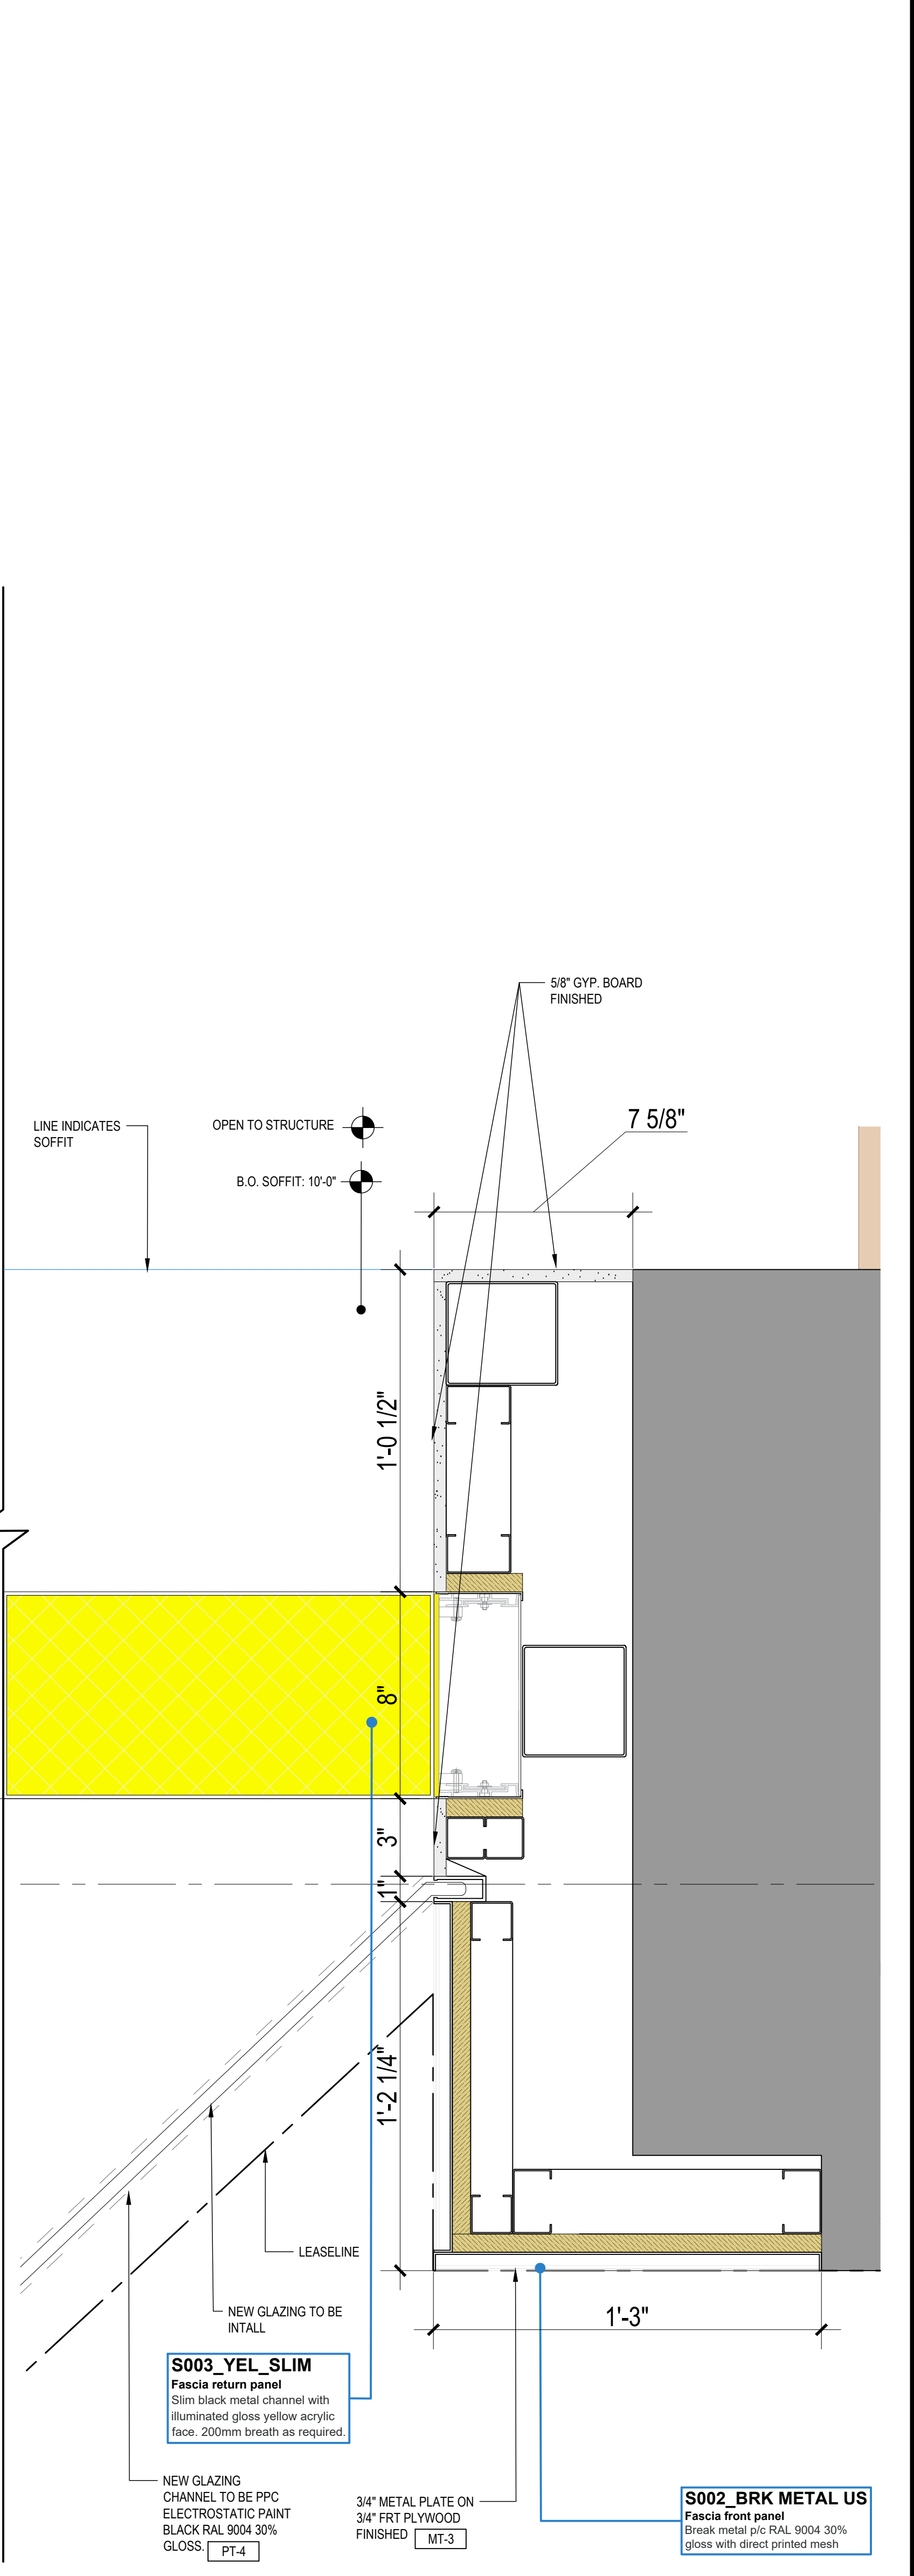 5/8" GYP. BOARD
FINISHED
LINE INDICATES
SOFFIT
OPEN TO STRUCTURE
7 5/8"
B.O. SOFFIT: 10'-0"
1'-0 1/2"
8"
3"
1"
1'-2 1/4"
LEASELINE
NEW GLAZING TO BE
INTALL
1'-3"
S003_YEL_SLIM
Fascia return panel
Slim black metal channel with
illuminated gloss yellow acrylic
face. 200mm breath as required.
NEW GLAZING
CHANNEL TO BE PPC
ELECTROSTATIC PAINT
BLACK RAL 9004 30%
GLOSS. PT-4
3/4" METAL PLATE ON
3/4" FRT PLYWOOD
FINISHED MT-3
S002_BRK METAL US
Fascia front panel
Break metal p/c RAL 9004 30%
gloss with direct printed mesh